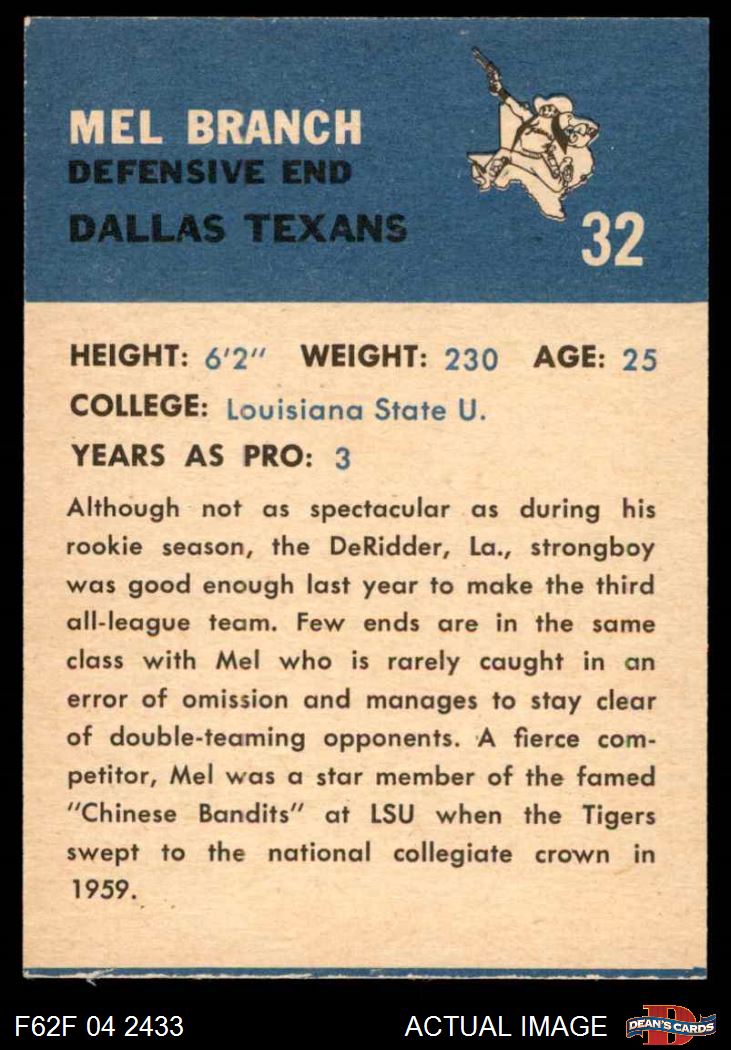 MEL BRANCH
DEFENSIVE END
DALLAS TEXANS
32
HEIGHT: 6'2" WEIGHT: 230 AGE: 25
COLLEGE: Louisiana State U.
YEARS AS PRO: 3
Although not as spectacular as during his
rookie season, the DeRidder, La., strongboy
was good enough last year to make the third
all-league team. Few ends are in the same
class with Mel who is rarely caught in an
error of omission and manages to stay clear
of double-teaming opponents. A fierce com-
petitor, Mel was a star member of the famed
"Chinese Bandits" at LSU when the Tigers
swept to the national collegiate crown in
1959.
F62F 04 2433 ACTUAL IMAGE D DEAN'S CARDS